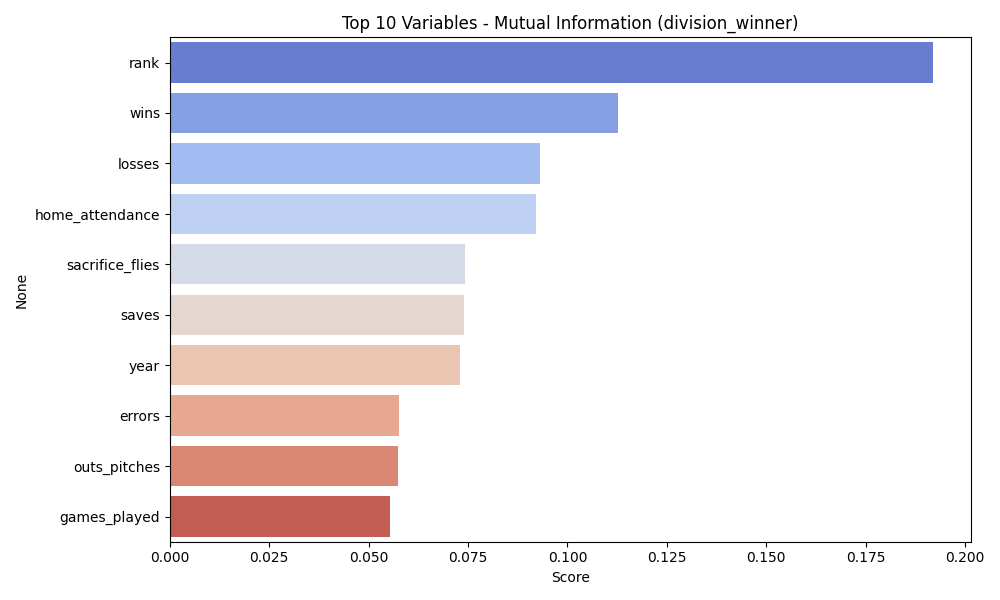 Top 10 Variables - Mutual Information (division_winner)
rank
wins
losses
home_attendance
sacrifice_flies
saves
year
errors
outs_pitches
games_played
None
0.000 0.025 0.050 0.075 0.100 0.125 0.150 0.175 0.200
Score